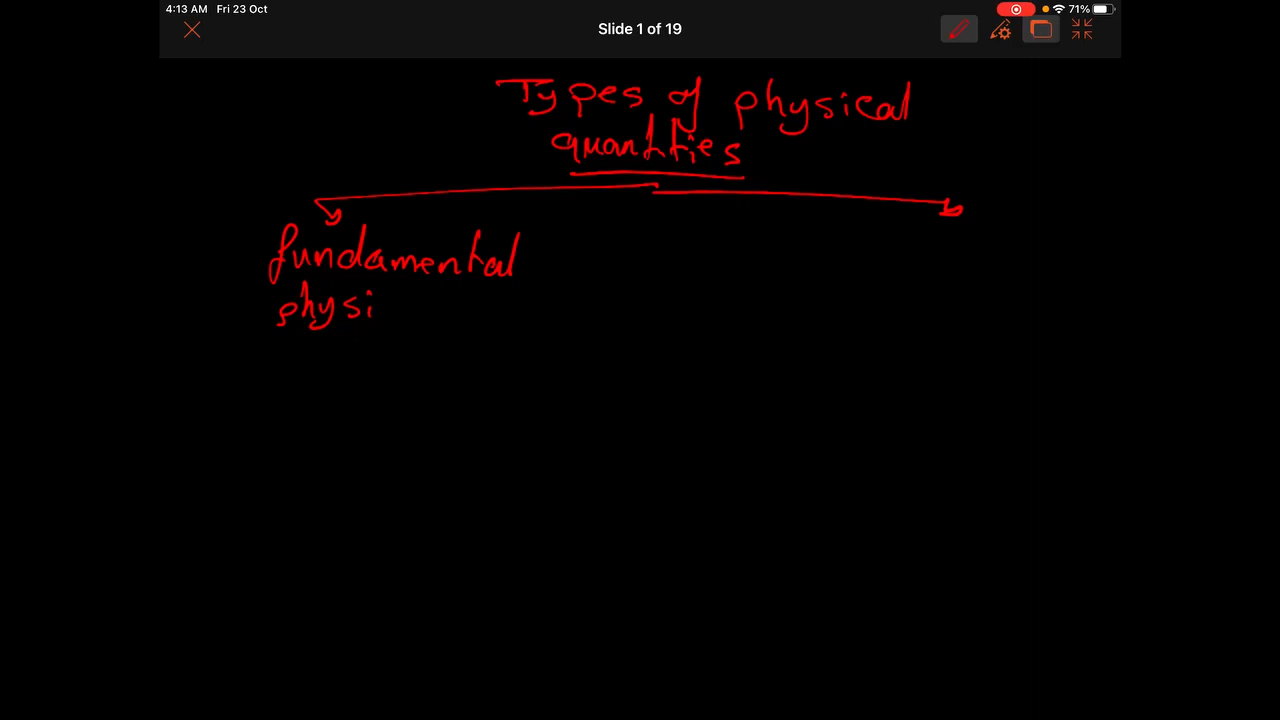 4:13 AM Fri 23 Oct
71%
Slide 1 of 19
Types of physical
quantities
fundamental
physi